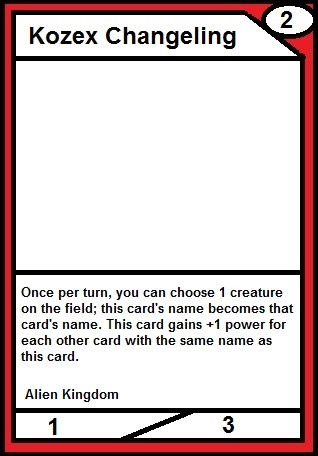 Kozex Changeling
2
Once per turn, you can choose 1 creature
on the field; this card's name becomes that
card's name. This card gains +1 power for
each other card with the same name as
this card.
Alien Kingdom
1
3